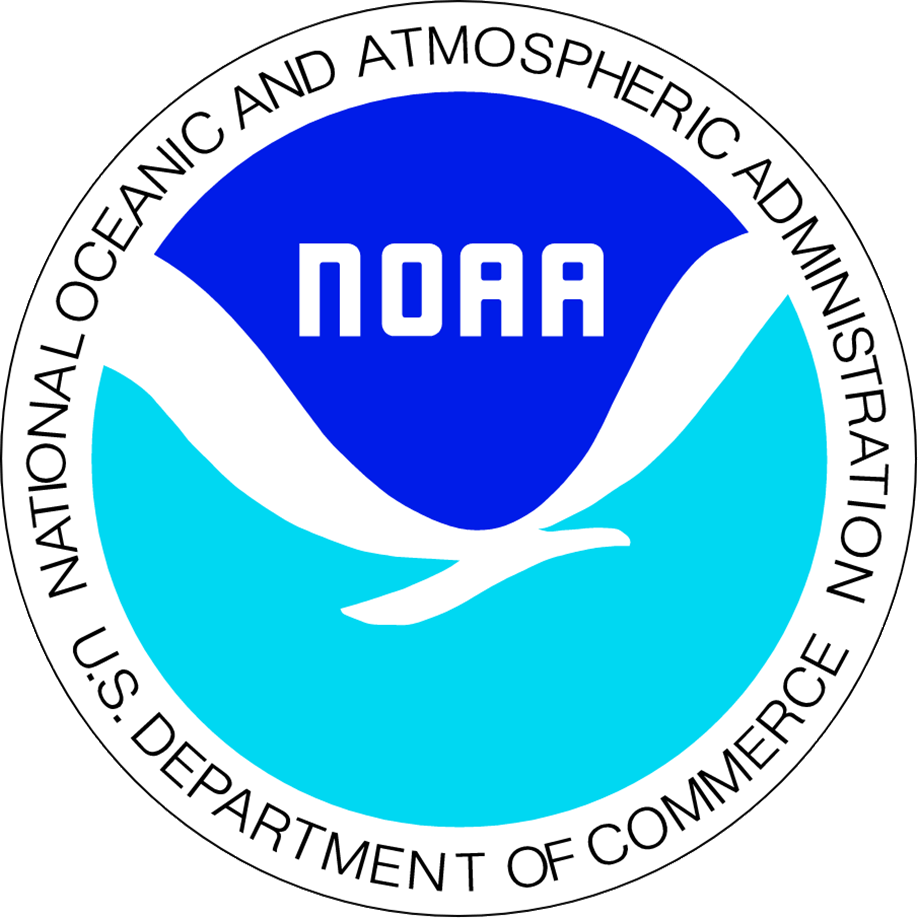 NATIONAL OCEANIC AND ATMOSPHERIC ADMINISTRATION
NOAA
U.S. DEPARTMENT OF COMMERCE